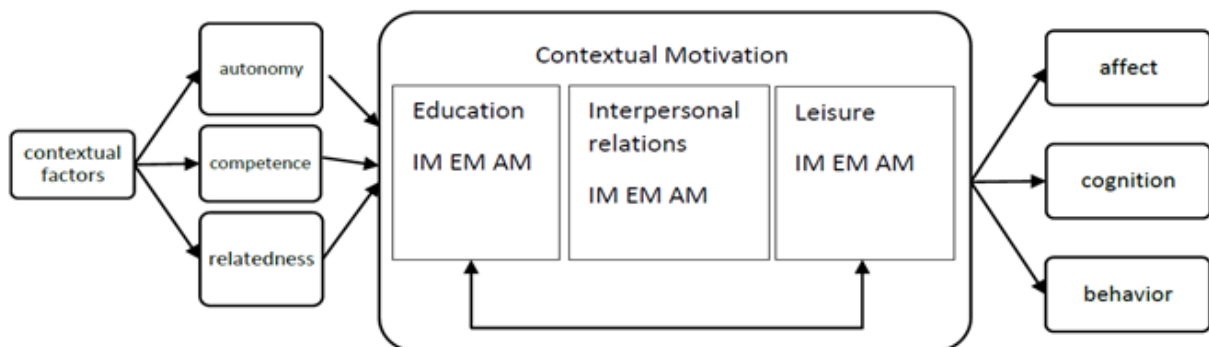 contextual
factors
autonomy
competence
relatedness
Contextual Motivation
Education
IM EM AM
Interpersonal
relations
IM EM AM
Leisure
IM EM AM
affect
cognition
behavior